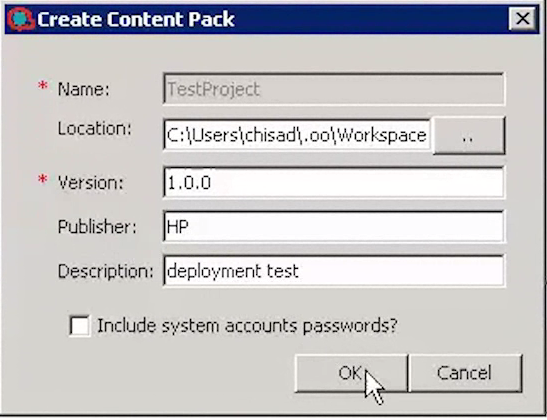 Create Content Pack
* Name: TestProject
Location: C:\Users\chisad\.oo\Workspace ..
* Version: 1.0.0
Publisher: HP
Description: deployment test
Include system accounts passwords?
OK Cancel